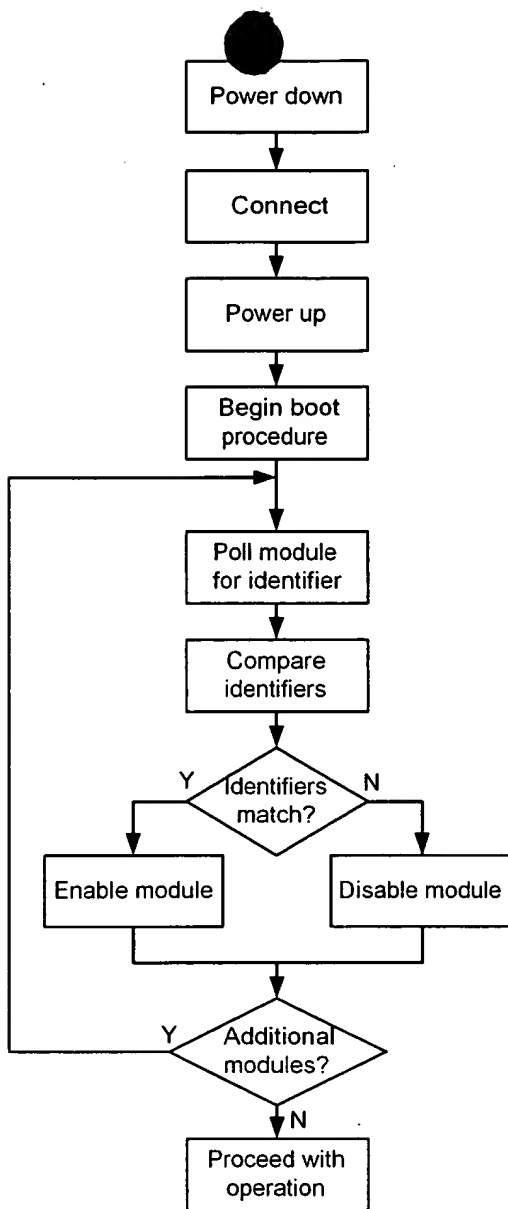 Power down
Connect
Power up
Begin boot
procedure
Poll module
for identifier
Compare
identifiers
Y
Identifiers
match?
N
Enable module
Disable module
Y
Additional
modules?
N
Proceed with
operation